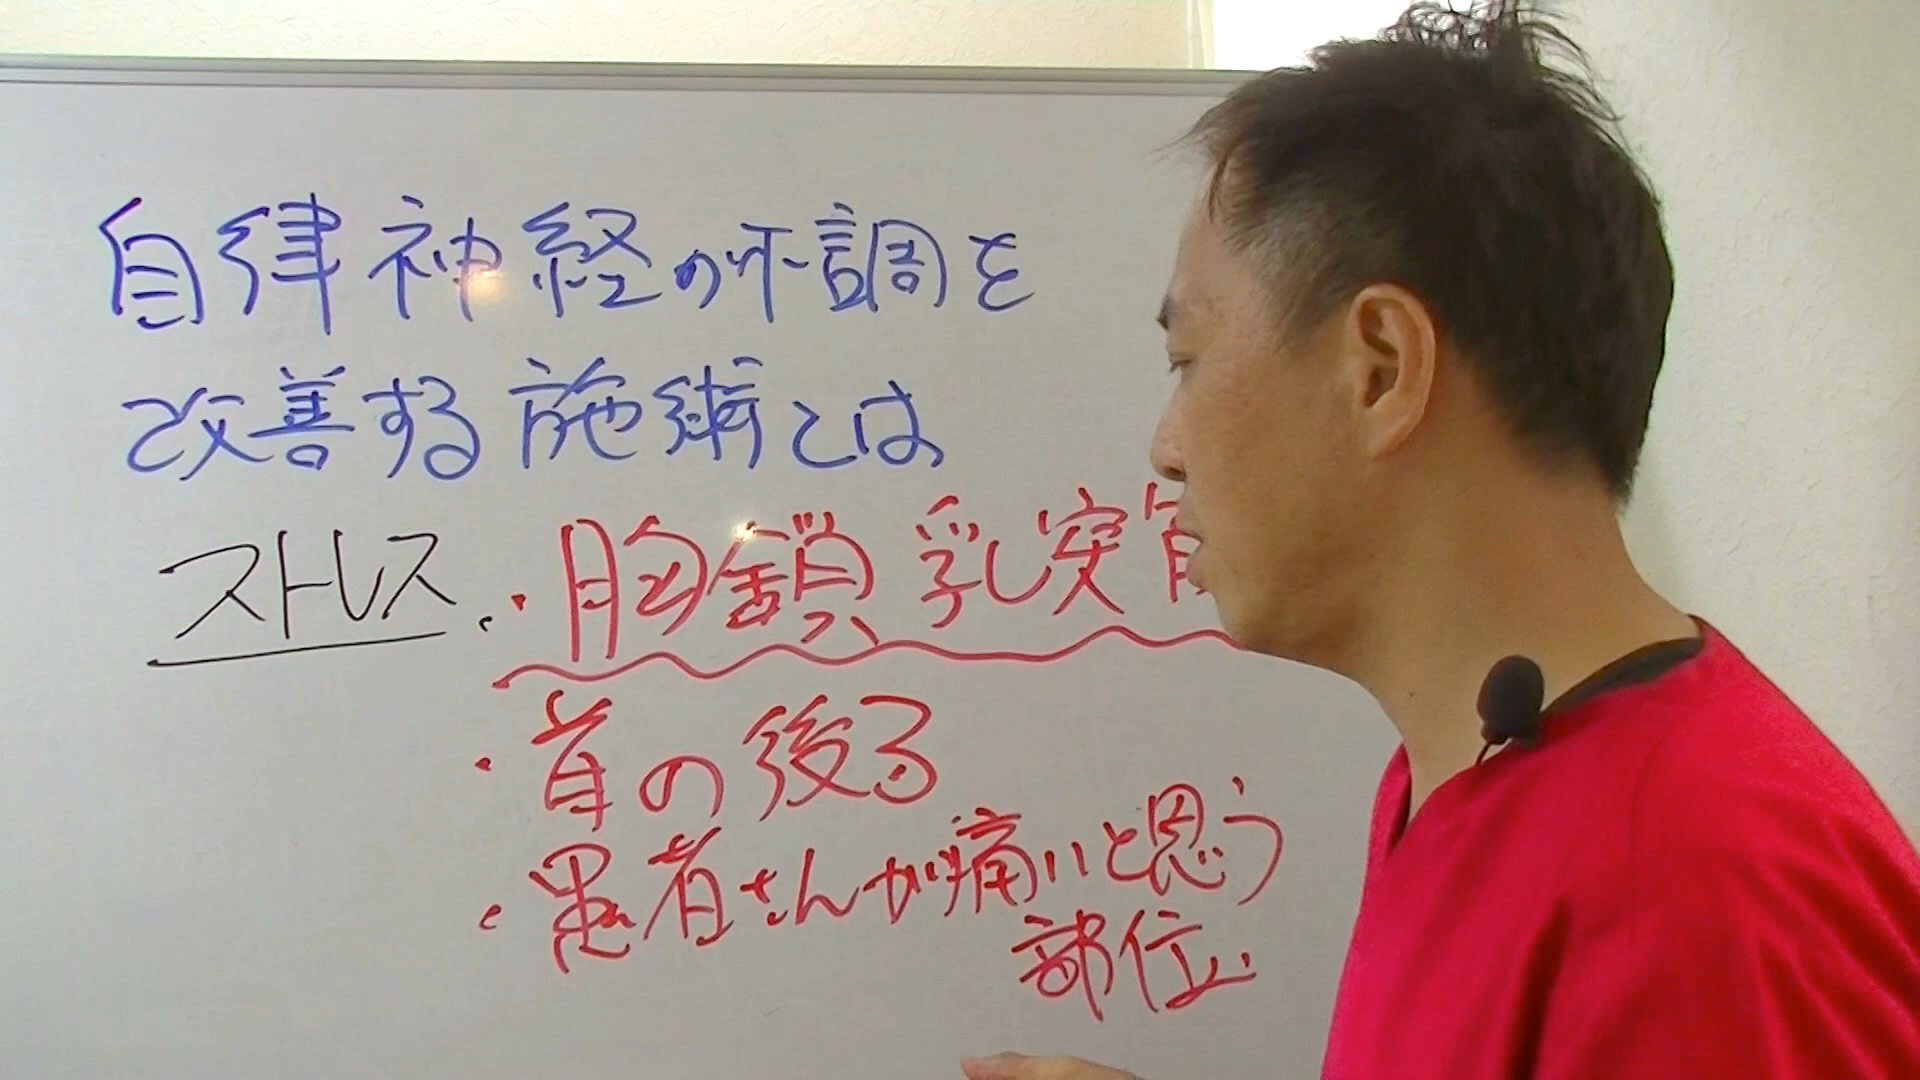 自律神経の不調を
改善する施術とは
ストレス ・胸鎖乳突
・首の後ろ
・患者さんが痛いと思う
部位